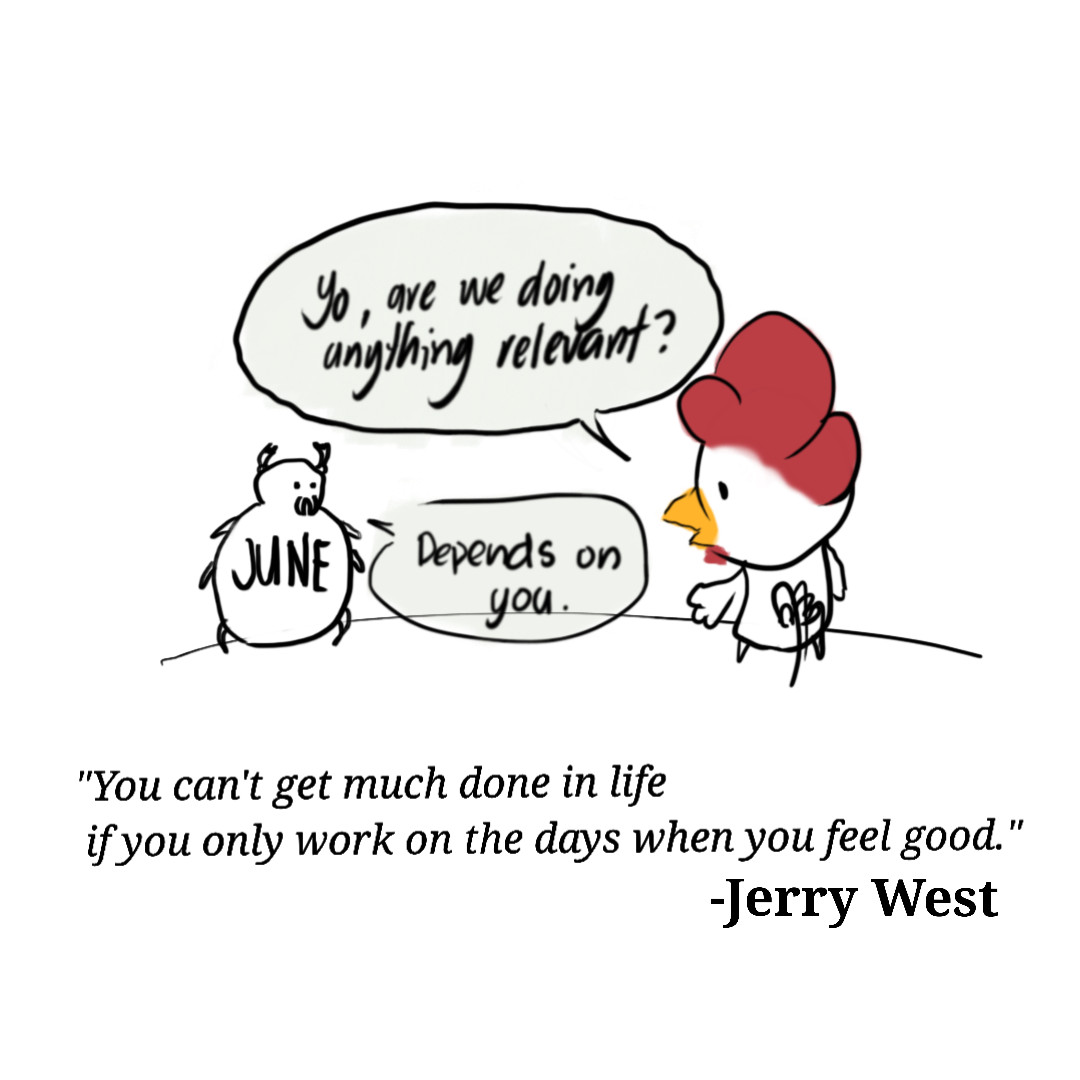 Yo, are we doing
anything relevant?
JUNE
Depends on
you.
"You can't get much done in life
if you only work on the days when you feel good."
-Jerry West